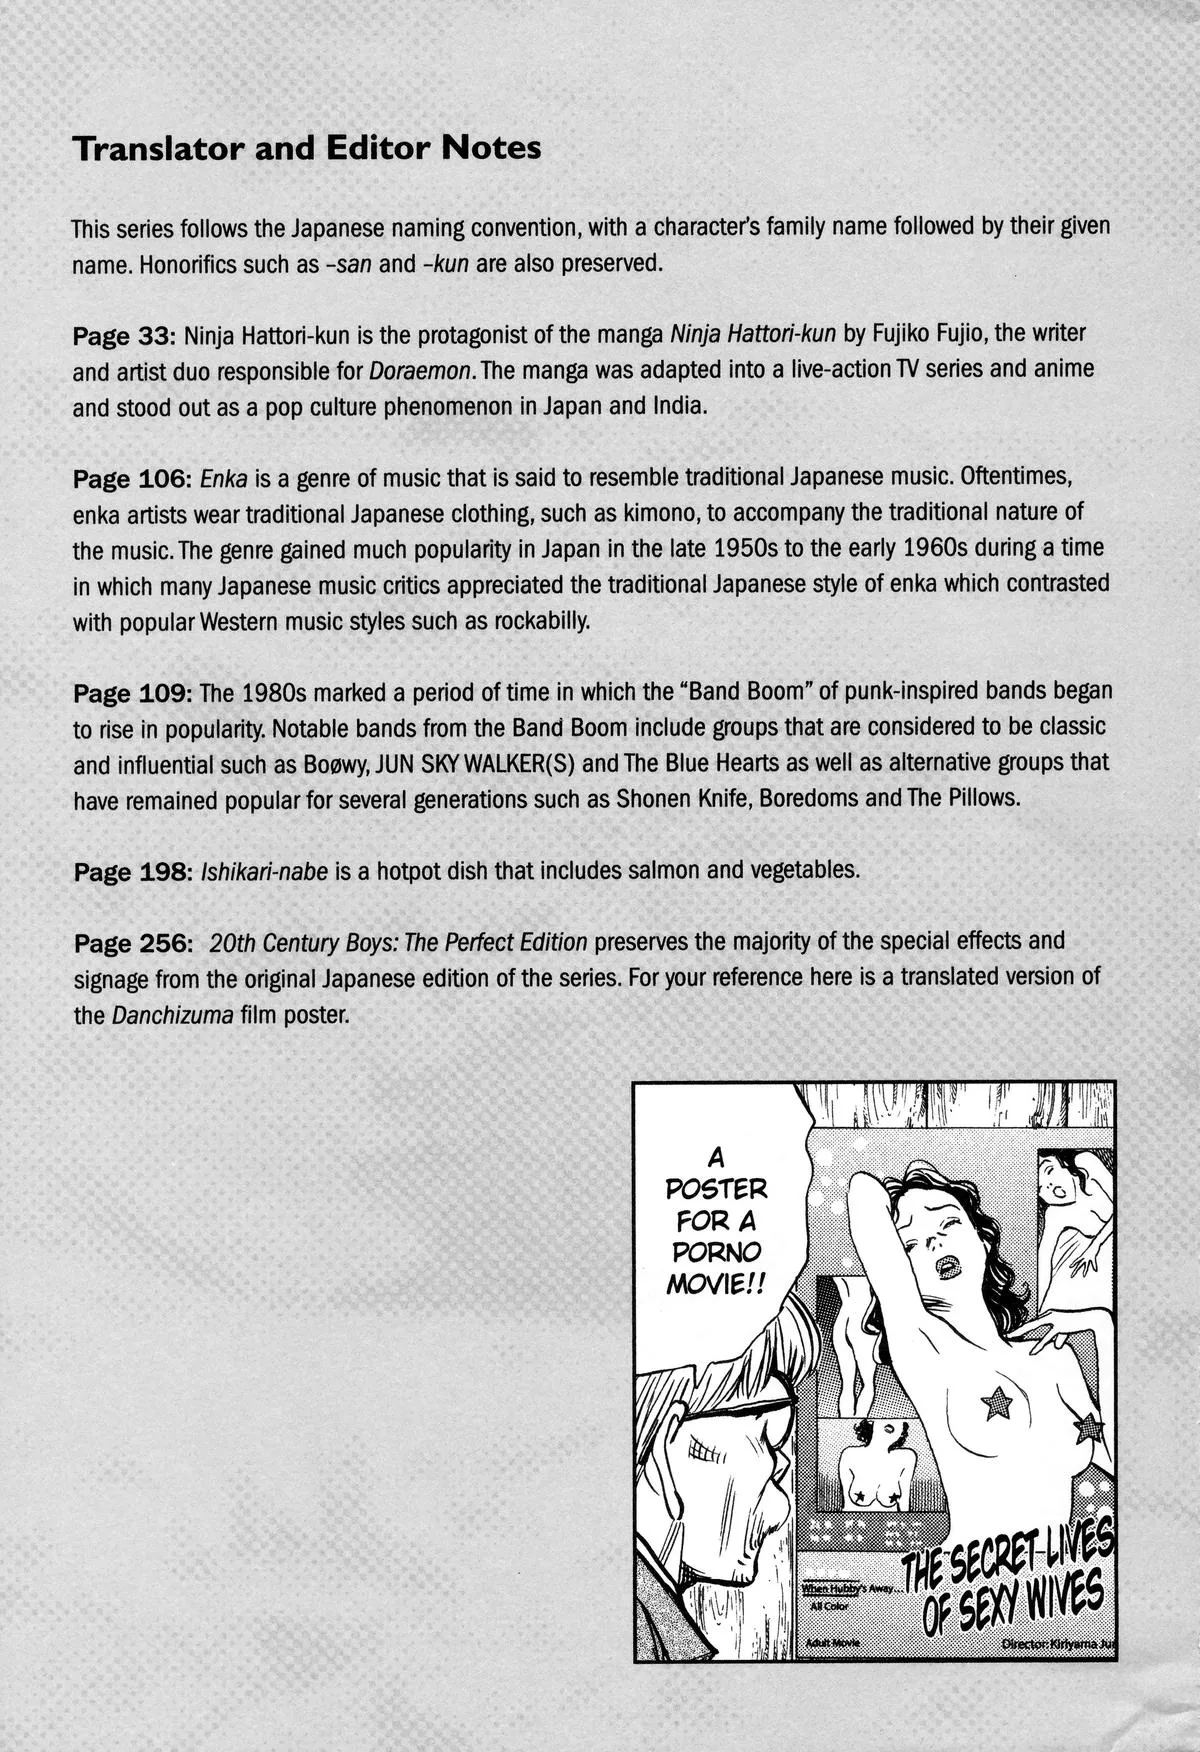 Translator and Editor Notes
This series follows the Japanese naming convention, with a character's family name followed by their given
name. Honorifics such as –san and –kun are also preserved.
Page 33: Ninja Hattori-kun is the protagonist of the manga Ninja Hattori-kun by Fujiko Fujio, the writer
and artist duo responsible for Doraemon. The manga was adapted into a live-action TV series and anime
and stood out as a pop culture phenomenon in Japan and India.
Page 106: Enka is a genre of music that is said to resemble traditional Japanese music. Oftentimes,
enka artists wear traditional Japanese clothing, such as kimono, to accompany the traditional nature of
the music. The genre gained much popularity in Japan in the late 1950s to the early 1960s during a time
in which many Japanese music critics appreciated the traditional Japanese style of enka which contrasted
with popular Western music styles such as rockabilly.
Page 109: The 1980s marked a period of time in which the “Band Boom” of punk-inspired bands began
to rise in popularity. Notable bands from the Band Boom include groups that are considered to be classic
and influential such as Boøwy, JUN SKY WALKER(S) and The Blue Hearts as well as alternative groups that
have remained popular for several generations such as Shonen Knife, Boredoms and The Pillows.
Page 198: Ishikari-nabe is a hotpot dish that includes salmon and vegetables.
Page 256: 20th Century Boys: The Perfect Edition preserves the majority of the special effects and
signage from the original Japanese edition of the series. For your reference here is a translated version of
the Danchizuma film poster.
A
POSTER
FOR A
PORNO
MOVIE!!
THE SECRET LIVES
OF SEXY WIVES
When Hubby's Away...
All Color
Adult Movie
Director: Kiriyama Ju